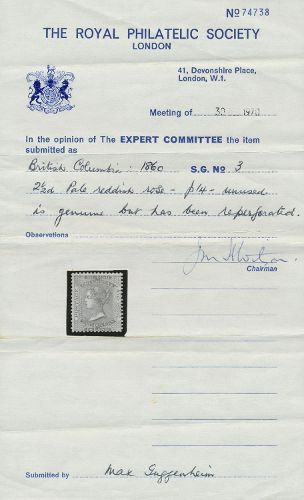 No 74738
THE ROYAL PHILATELIC SOCIETY
LONDON
41, Devonshire Place,
London, W.1.
Meeting of 30 1970
In the opinion of The EXPERT COMMITTEE the item
submitted as
British Columbia: 1860 S.G. No 3
2½d Pale reddish rose - p14 - unused
is genuine but has been reperforated.
Observations
Chairman
Submitted by Max Guggenheim